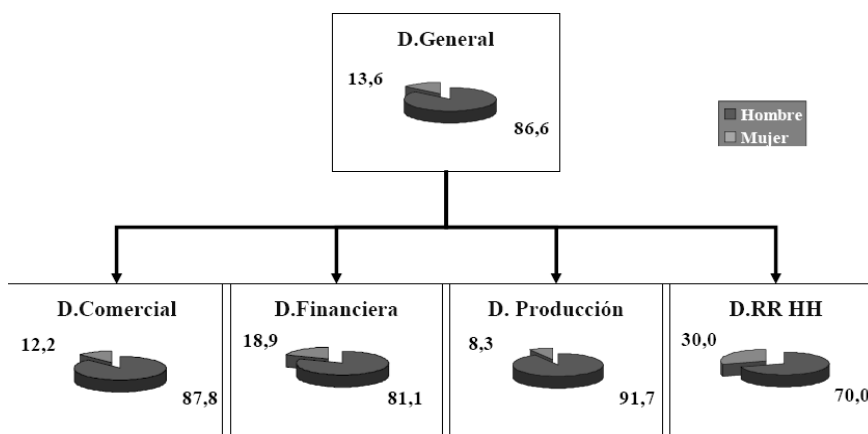 D.General
13,6
86,6
Hombre
Mujer
D.Comercial
12,2
87,8
D.Financiera
18,9
81,1
D. Producción
8,3
91,7
D.RR HH
30,0
70,0